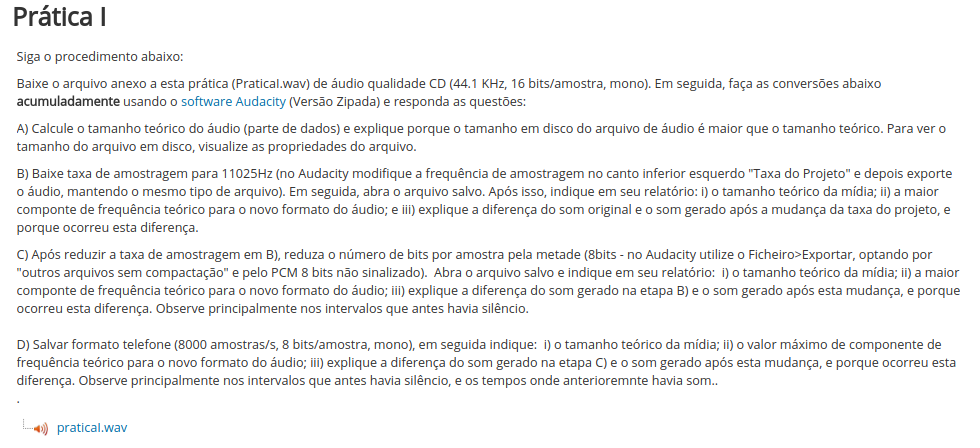 Prática I
Siga o procedimento abaixo:
Baixe o arquivo anexo a esta prática (PraticaI.wav) de áudio qualidade CD (44.1 KHz, 16 bits/amostra, mono). Em seguida, faça as conversões abaixo
acumuladamente usando o software Audacity (Versão Zipada) e responda as questões:
A) Calcule o tamanho teórico do áudio (parte de dados) e explique porque o tamanho em disco do arquivo de áudio é maior que o tamanho teórico. Para ver o
tamanho do arquivo em disco, visualize as propriedades do arquivo.
B) Baixe taxa de amostragem para 11025Hz (no Audacity modifique a frequência de amostragem no canto inferior esquerdo "Taxa do Projeto" e depois exporte
o áudio, mantendo o mesmo tipo de arquivo). Em seguida, abra o arquivo salvo. Após isso, indique em seu relatório: i) o tamanho teórico da mídia; ii) a maior
componte de frequência teórico para o novo formato do áudio; e iii) explique a diferença do som original e o som gerado após a mudança da taxa do projeto, e
porque ocorreu esta diferença.
C) Após reduzir a taxa de amostragem em B), reduza o número de bits por amostra pela metade (8bits - no Audacity utilize o Ficheiro>Exportar, optando por
"outros arquivos sem compactação" e pelo PCM 8 bits não sinalizado).  Abra o arquivo salvo e indique em seu relatório:  i) o tamanho teórico da mídia; ii) a maior
componte de frequência teórico para o novo formato do áudio; iii) explique a diferença do som gerado na etapa B) e o som gerado após esta mudança, e porque
ocorreu esta diferença. Observe principalmente nos intervalos que antes havia silêncio.
D) Salvar formato telefone (8000 amostras/s, 8 bits/amostra, mono), em seguida indique:  i) o tamanho teórico da mídia; ii) o valor máximo de componente de
frequência teórico para o novo formato do áudio; iii) explique a diferença do som gerado na etapa C) e o som gerado após esta mudança, e porque ocorreu esta
diferença. Observe principalmente nos intervalos que antes havia silêncio, e os tempos onde anterioremnte havia som..
.
pratical.wav